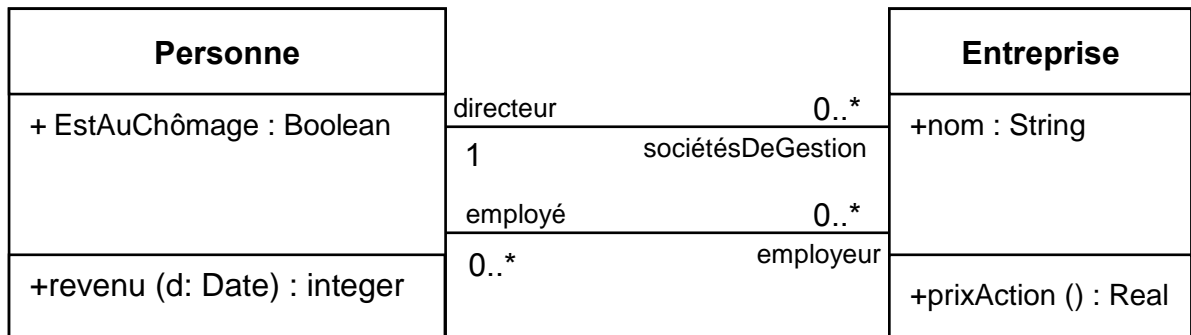 Personne
+ EstAuChômage : Boolean
+revenu (d: Date) : integer
directeur
0..*
1
sociétésDeGestion
employé
0..*
0..*
employeur
Entreprise
+nom : String
+prixAction () : Real